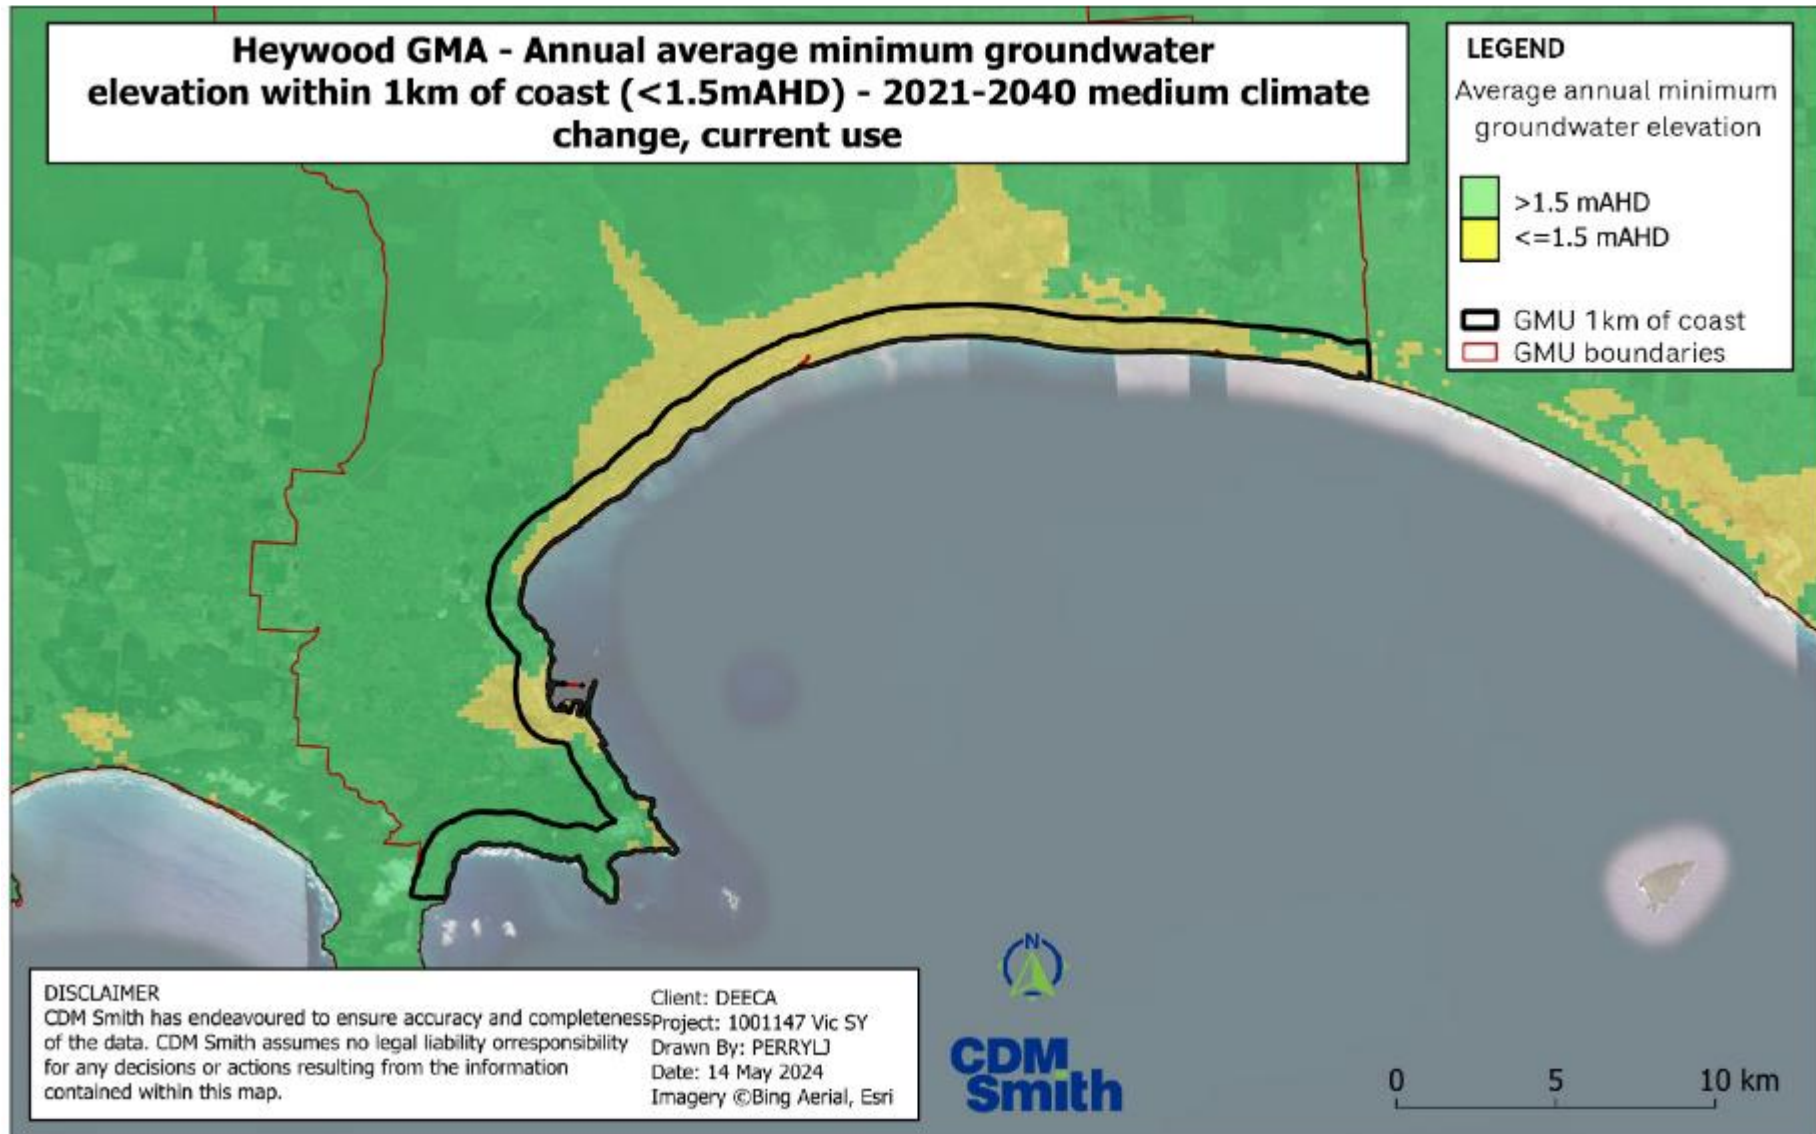 Heywood GMA - Annual average minimum groundwater
elevation within 1km of coast (<1.5mAHD) - 2021-2040 medium climate
change, current use
LEGEND
Average annual minimum
groundwater elevation
>1.5 mAHD
<=1.5 mAHD
GMU 1km of coast
GMU boundaries
DISCLAIMER
CDM Smith has endeavoured to ensure accuracy and completeness
of the data. CDM Smith assumes no legal liability orresponsibility
for any decisions or actions resulting from the information
contained within this map.
Client: DEECA
Project: 1001147 Vic SY
Drawn By: PERRYLJ
Date: 14 May 2024
Imagery ©Bing Aerial, Esri
N
CDM
Smith
0 5 10 km